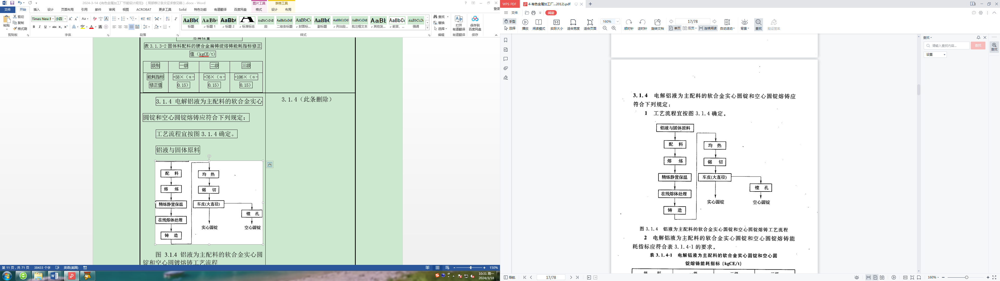 2024-3-14《有色金属加工厂节能设计规范》（局部修订条文征求意见稿）.docx - Word
图片工具
表格工具
文件
开始
插入
设计
页面布局
引用
邮件
审阅
视图
ACROBAT
更多工具
Solid
特色功能
有道翻译
百度网盘
格式
设计
布局
登录
粘贴
剪切
复制
格式刷
剪贴板
Times New F
小四
字体
段落
AaBb(
标题
AaBb(
标题 1
AaBb(
标题 2
标准标志
AaBbCcDdI
段
AaBbCcDdI
二级条标题
AaBbC
封面标...
AaBb(
副标题
AaBbCcDd
列出段...
AaBbCcDdI
批注框文本
AaBb
其他发...
AaBbCc
前言、...
AaBbCcD
强调
样式
查找
替换
选择
编辑
打开
有道翻译
有道翻译
保存到
百度网盘
保存
总扁锭量
表 3.1.3-2 固体料配料的硬合金扁铸绽熔铸能耗指标修正
值（kgCE/t）
级别 一级 二级 三级
能耗指标 +58×（α- +76×（α- +106×（α-
修正值 0.15） 0.15） 0.15）
3.1.4 电解铝液为主配料的软合金实心
圆锭和空心圆锭熔铸应符合下列规定：
工艺流程宜按图 3.1.4 确定。
铝液与固体原料
配 料
熔 炼
精炼静置保温
在线熔体处理
铸 造
均 热
锯 切
车皮(大直径)
镗 孔
实心圆锭
空心圆锭
图 3.1.4 铝液为主配料的软合金实心圆
锭和空心圆镀熔铸工艺流程
3.1.4（此条删除）
第 11 页，共 71 页
38433 个字
英语(美国)
150%
WPS PDF
4-有色金属加工厂...2012).pdf
文件
阅读
手型
选择
播放
阅读模式
实际大小
适合宽度
适合页面
160%
顺时针
逆时针
旋转文档
17/78
单页
双页
连续阅读
自动滚动
背景
查找
验证签名
3.1.4 电解铝液为主配料的软合金实心圆锭和空心圆锭熔铸应
符合下列规定：
1 工艺流程宜按图 3.1.4 确定。
铝液与固体原料
配 料
熔 炼
精炼静置保温
在线熔体处理
铸 造
均 热
锯 切
车皮(大直径)
镗 孔
实心圆锭
空心圆锭
图 3.1.4 铝液为主配料的软合金实心圆锭和空心圆锭熔铸工艺流程
2 电解铝液为主配料的软合金实心圆锭和空心圆锭熔铸能
耗指标应符合表 3.1.4-1 的要求。
表 3.1.4-1 电解铝液为主配料的软合金实心圆锭和空心圆
锭熔铸能耗指标 (kgCE/t)
查找
请输入查找内容...
查找
设置
查找
导航
17/78
160%
10:31 周一
2024/3/18